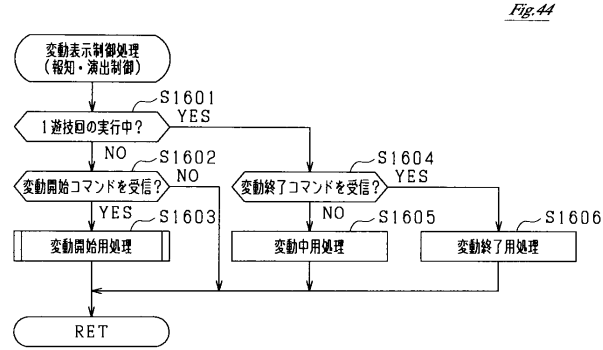 Fig.44
変動表示制御処理
(報知・演出制御)
S1601
1遊技回の実行中?
YES
NO
S1602
変動開始コマンドを受信?
NO
YES
S1604
変動終了コマンドを受信?
YES
NO
S1603
変動開始用処理
S1605
変動中用処理
S1606
変動終了用処理
RET